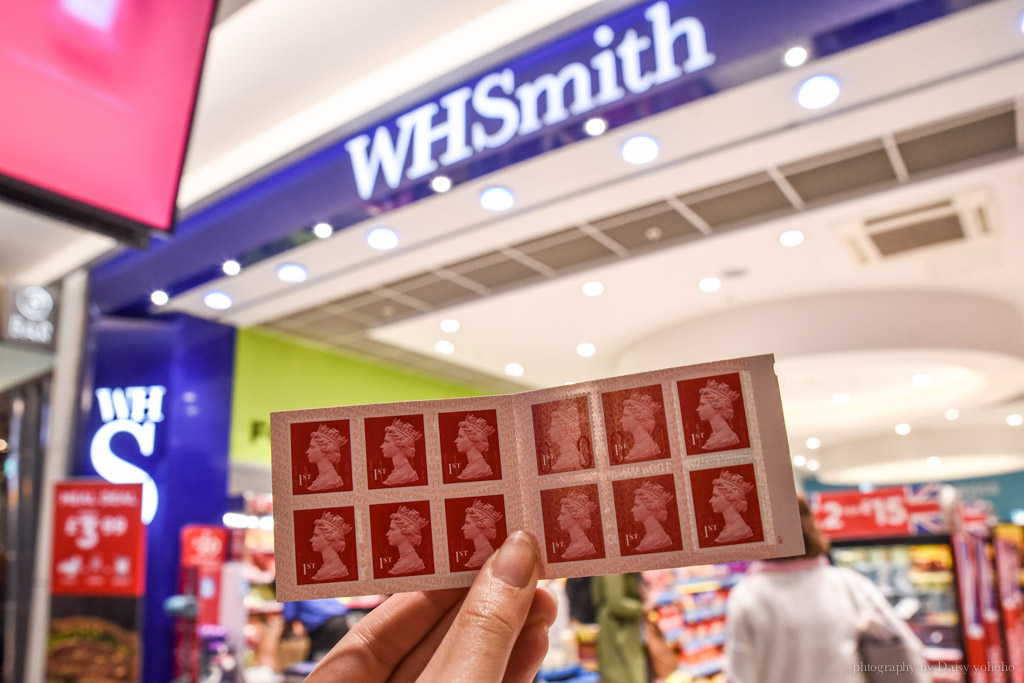 WHSmith
WH
S
MEAL DEAL
£3.99
1ST
1ST
1ST
1ST
1ST
1ST
1ST
1ST
1ST
1ST
1ST
1ST
2 = £15
photography by Daisy yohoho